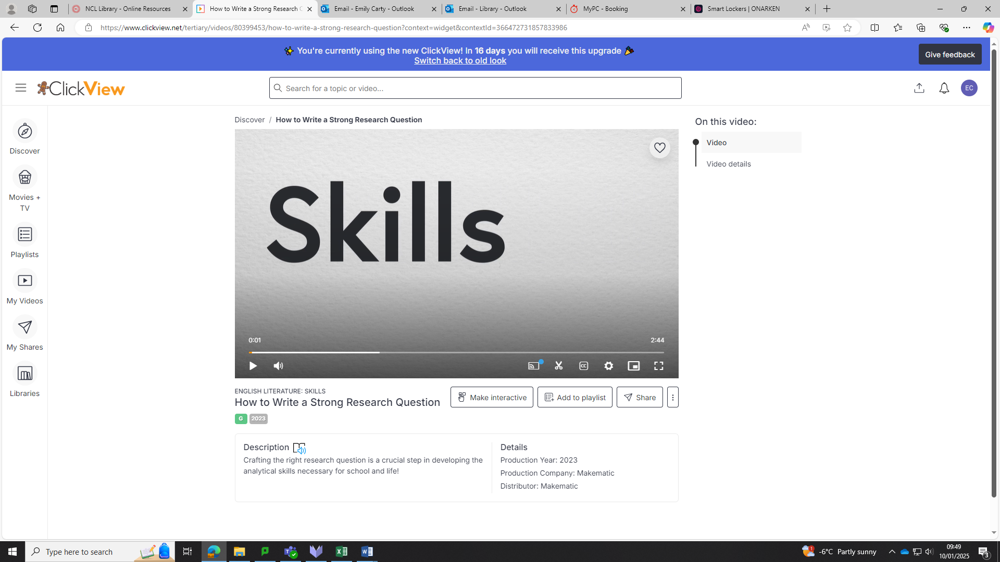 NCL Library - Online Resources
How to Write a Strong Research Q
Email - Emily Carty - Outlook
Email - Library - Outlook
MyPC - Booking
Smart Lockers | ONARKEN
https://www.clickview.net/tertiary/videos/80399453/how-to-write-a-strong-research-question?context=widget&contextId=366472731857833986
You're currently using the new ClickView! In 16 days you will receive this upgrade
Switch back to old look
Give feedback
ClickView
Search for a topic or video...
EC
Discover / How to Write a Strong Research Question
On this video:
Video
Video details
Discover
Movies +
TV
Playlists
My Videos
My Shares
Libraries
Skills
0:01
2:44
CC
ENGLISH LITERATURE: SKILLS
How to Write a Strong Research Question
Make interactive
Add to playlist
Share
G 2023
Description
Crafting the right research question is a crucial step in developing the
analytical skills necessary for school and life!
Details
Production Year: 2023
Production Company: Makematic
Distributor: Makematic
Type here to search
1
-6°C Partly sunny
09:49
10/01/2025
3